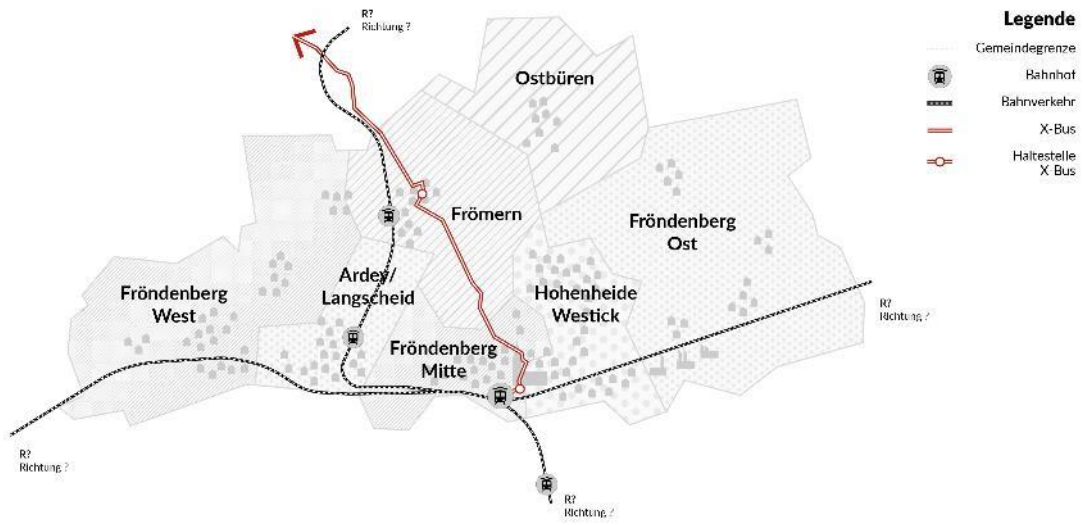 R?
Richtung ?
Legende
Gemeindegrenze
Bahnhof
Bahnverkehr
X-Bus
Haltestelle
X-Bus
Ostbüren
Frömern
Fröndenberg
Ost
Ardey/
Langscheid
Hohenheide
Westick
Fröndenberg
West
R?
Richtung ?
Fröndenberg
Mitte
R?
Richtung ?
R?
Richtung ?